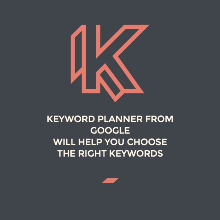 K
KEYWORD PLANNER FROM
GOOGLE
WILL HELP YOU CHOOSE
THE RIGHT KEYWORDS